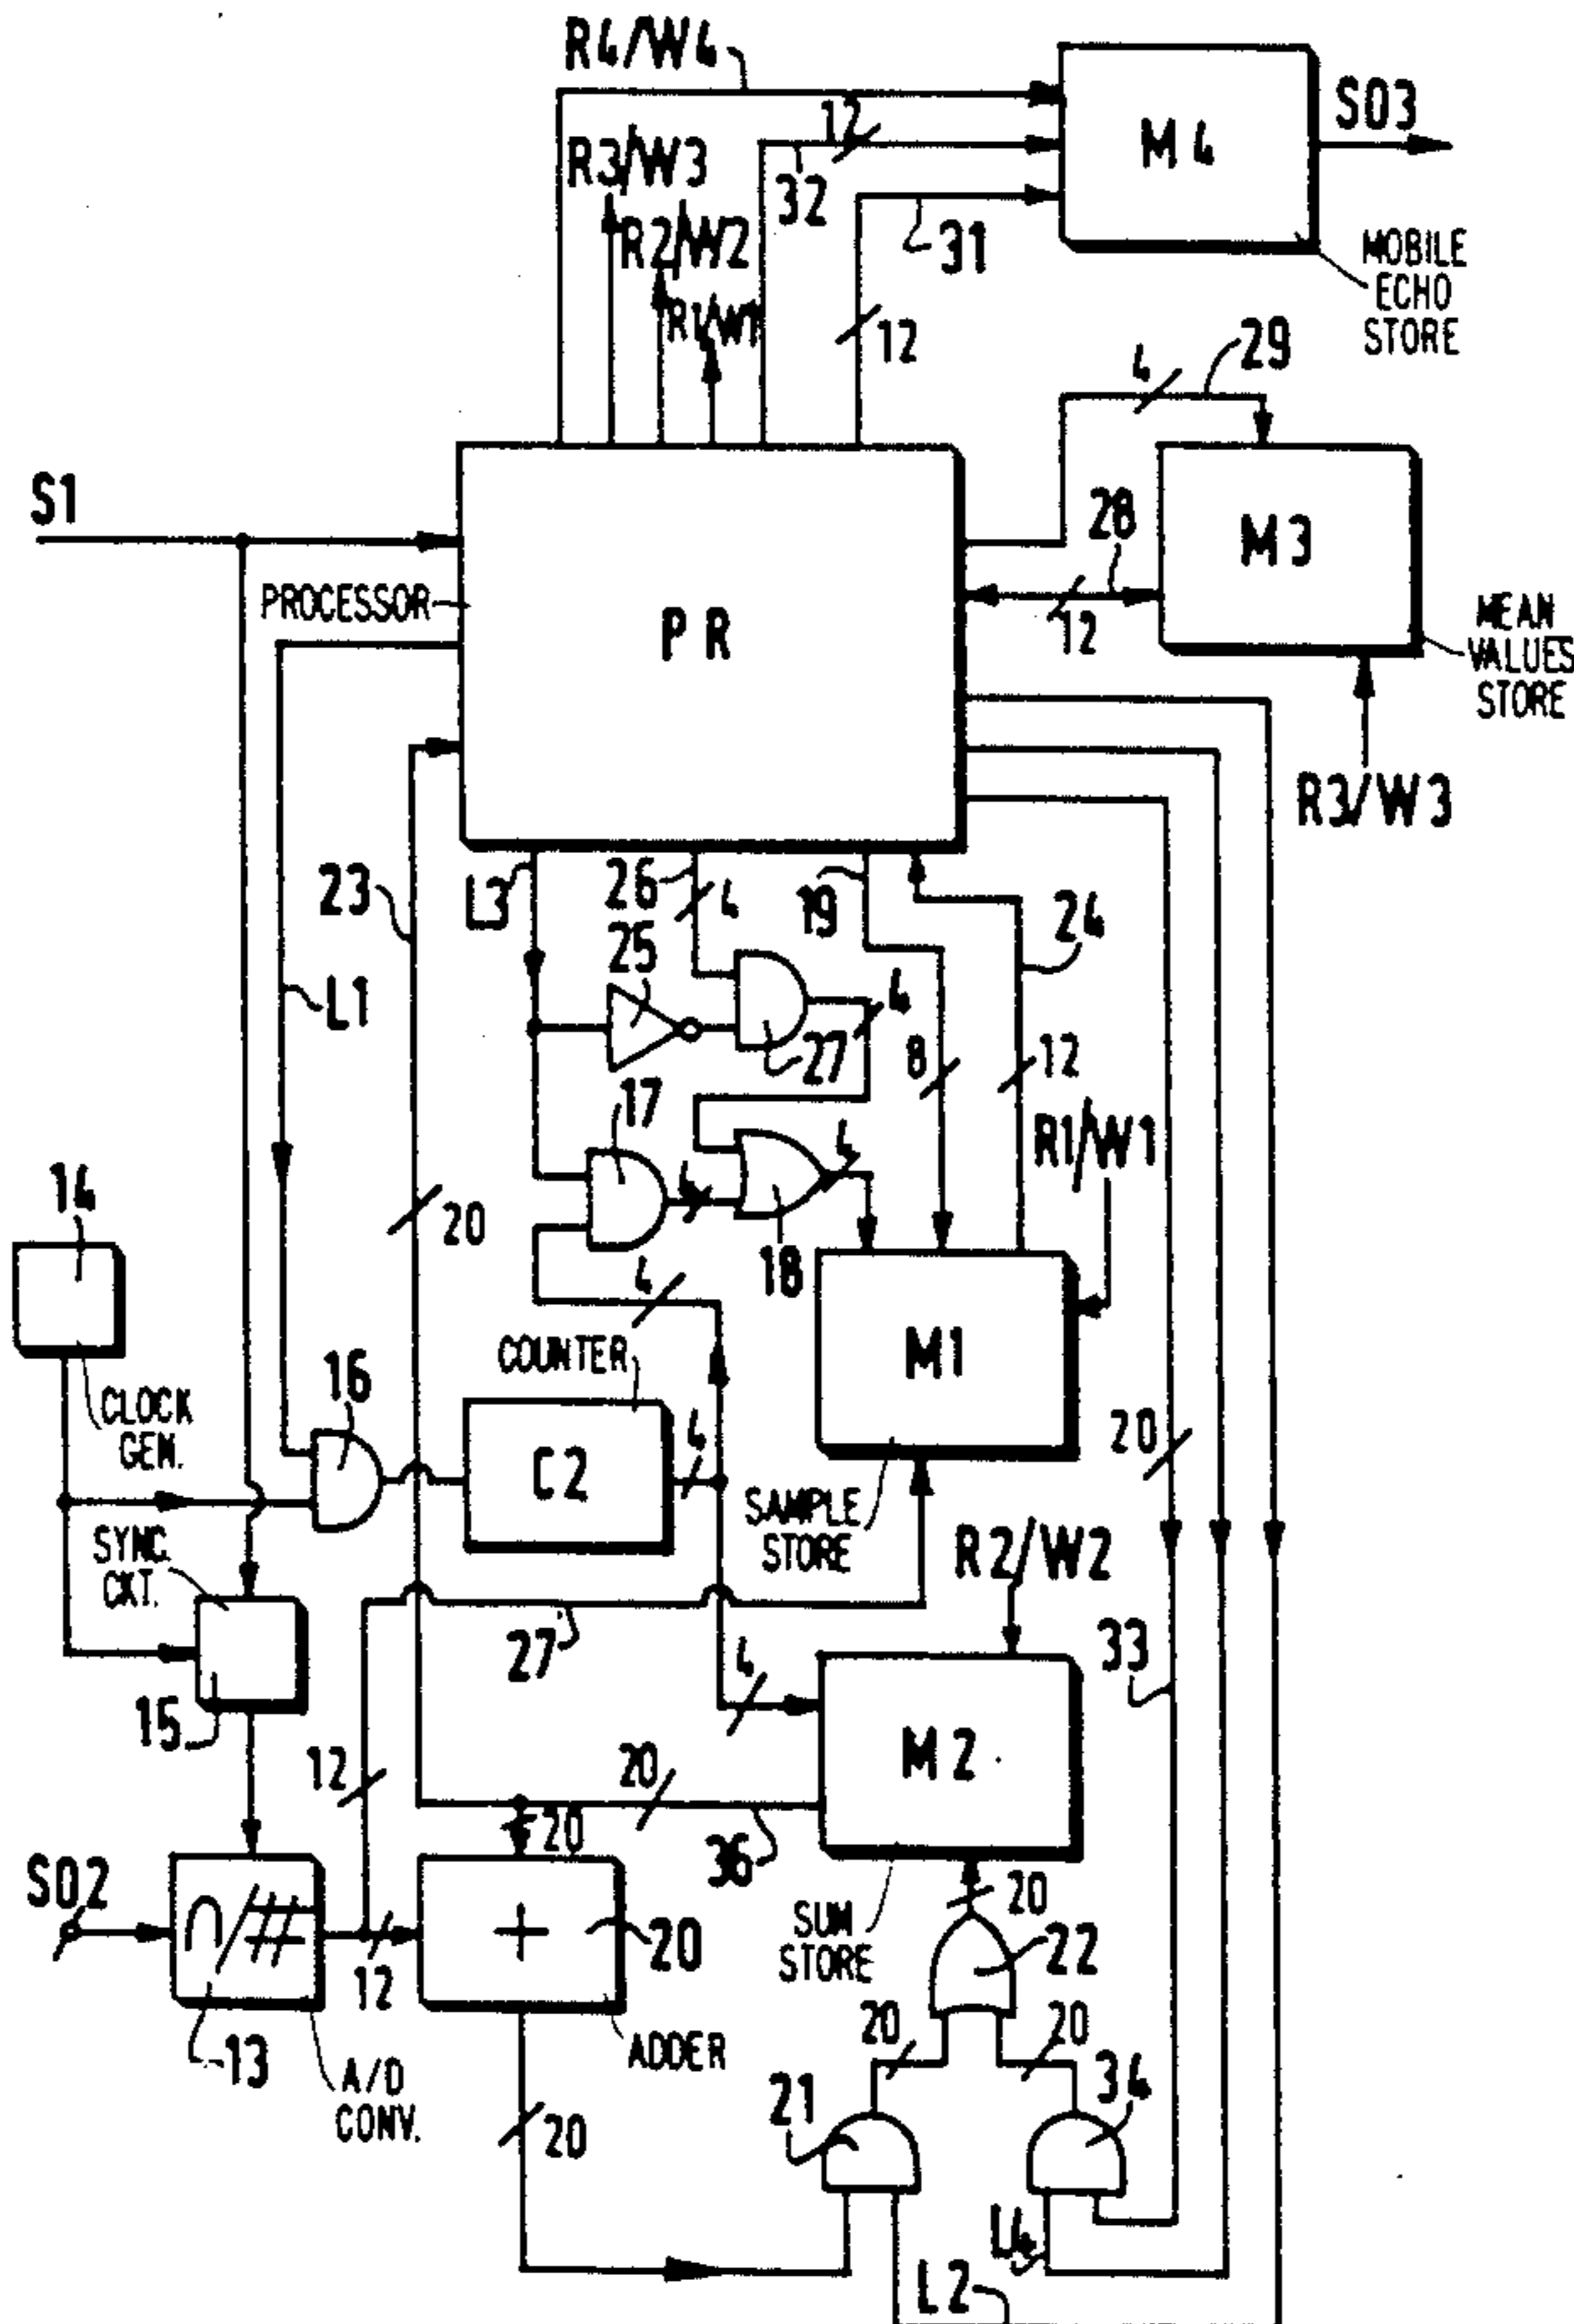 R4/W4
12
S03
M4
R3/W3
32
R2/W2
31
MOBILE
ECHO
STORE
R1/W1
12
4
29
S1
28
M3
PROCESSOR
PR
12
MEAN
VALUES
STORE
R3/W3
23
L3
26
4
19
24
25
L1
4
27
8
12
17
R1/W1
4
14
4
20
18
4
COUNTER
M1
CLOCK
GEN.
16
4
20
C2
SAMPLE
STORE
SYNC.
CKT.
R2/W2
27
33
4
15
M2
12
20
20
36
S02
20
SUM
STORE
+
20
22
12
20
20
ADDER
13
A/D
CONV.
21
34
20
L4
L2